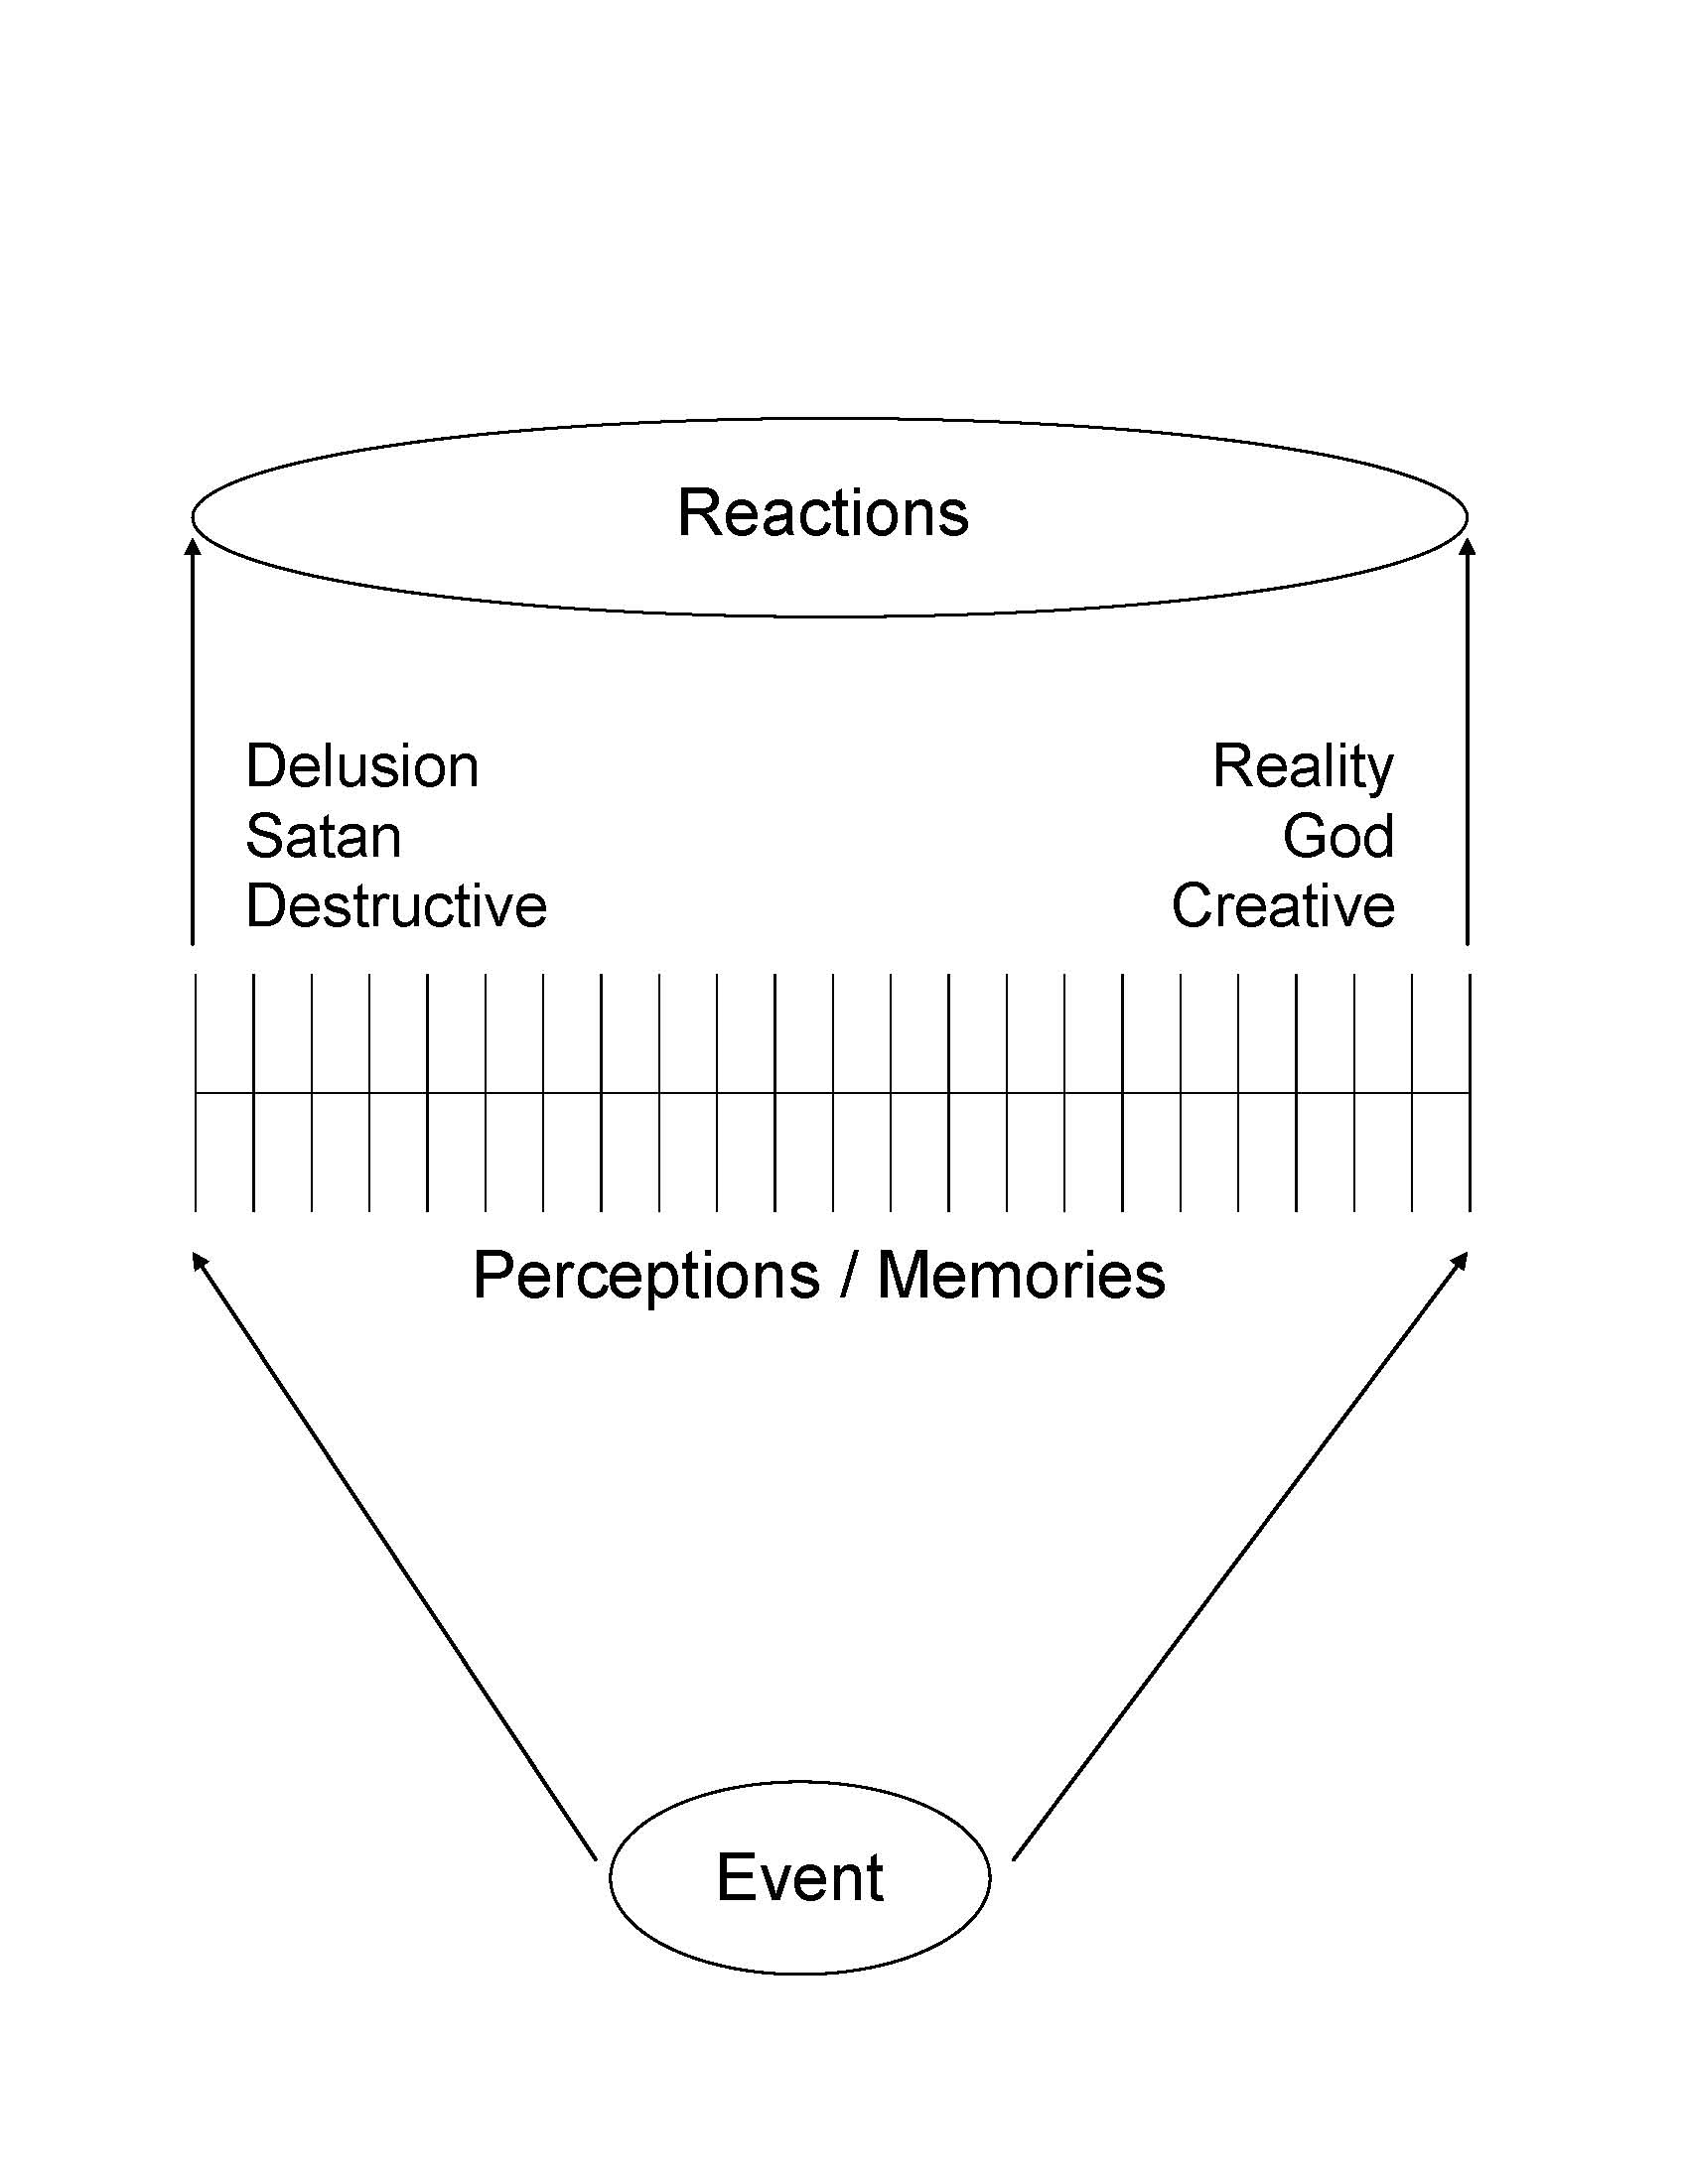 Reactions
Delusion
Satan
Destructive
Reality
God
Creative
Perceptions / Memories
Event